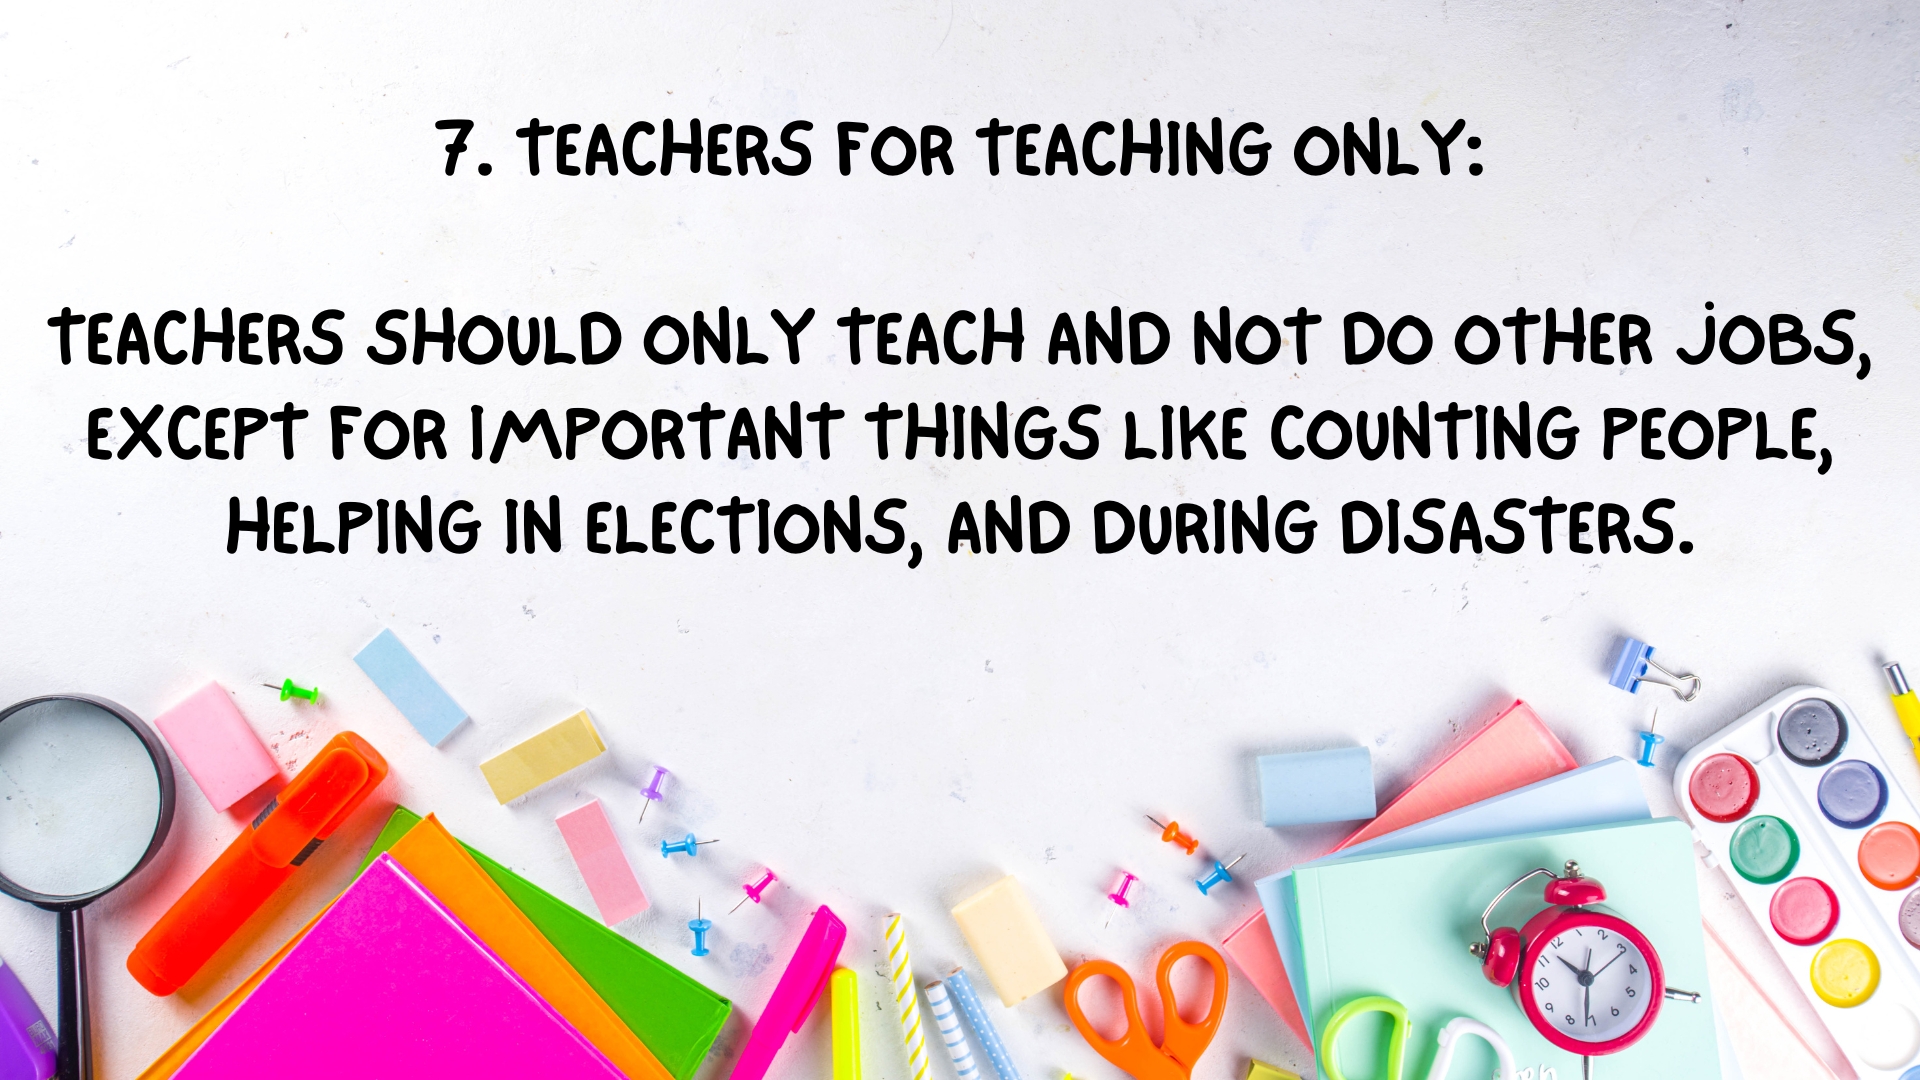 7. TEACHERS FOR TEACHING ONLY:
TEACHERS SHOULD ONLY TEACH AND NOT DO OTHER JOBS,
EXCEPT FOR IMPORTANT THINGS LIKE COUNTING PEOPLE,
HELPING IN ELECTIONS, AND DURING DISASTERS.